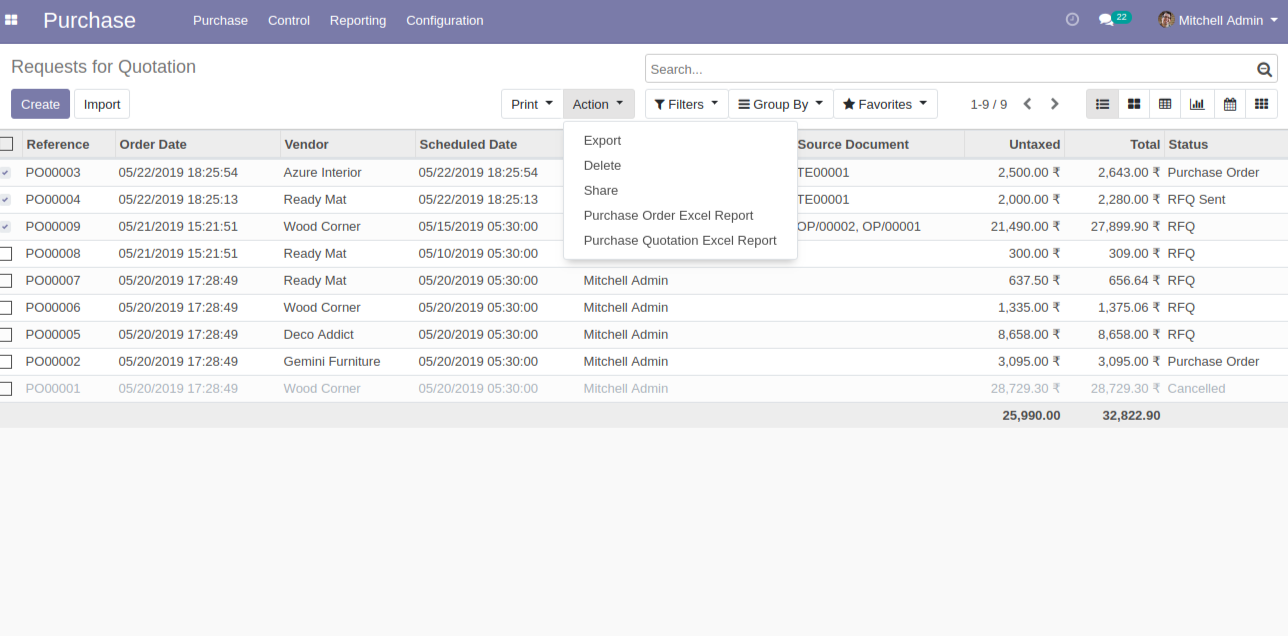 Purchase Purchase Control Reporting Configuration 22 Mitchell Admin
Requests for Quotation Search...
Create Import Print Action Filters Group By Favorites 1-9 / 9
Export
Delete
Share
Purchase Order Excel Report
Purchase Quotation Excel Report
Reference Order Date Vendor Scheduled Date Source Document Untaxed Total Status
PO00003 05/22/2019 18:25:54 Azure Interior 05/22/2019 18:25:54 TE00001 2,500.00 ₹ 2,643.00 ₹ Purchase Order
PO00004 05/22/2019 18:25:13 Ready Mat 05/22/2019 18:25:13 TE00001 2,000.00 ₹ 2,280.00 ₹ RFQ Sent
PO00009 05/21/2019 15:21:51 Wood Corner 05/15/2019 05:30:00 OP/00002, OP/00001 21,490.00 ₹ 27,899.90 ₹ RFQ
PO00008 05/21/2019 15:21:51 Ready Mat 05/10/2019 05:30:00 300.00 ₹ 309.00 ₹ RFQ
PO00007 05/20/2019 17:28:49 Ready Mat 05/20/2019 05:30:00 Mitchell Admin 637.50 ₹ 656.64 ₹ RFQ
PO00006 05/20/2019 17:28:49 Wood Corner 05/20/2019 05:30:00 Mitchell Admin 1,335.00 ₹ 1,375.06 ₹ RFQ
PO00005 05/20/2019 17:28:49 Deco Addict 05/20/2019 05:30:00 Mitchell Admin 8,658.00 ₹ 8,658.00 ₹ RFQ
PO00002 05/20/2019 17:28:49 Gemini Furniture 05/20/2019 05:30:00 Mitchell Admin 3,095.00 ₹ 3,095.00 ₹ Purchase Order
PO00001 05/20/2019 17:28:49 Wood Corner 05/20/2019 05:30:00 Mitchell Admin 28,729.30 ₹ 28,729.30 ₹ Cancelled
25,990.00 32,822.90